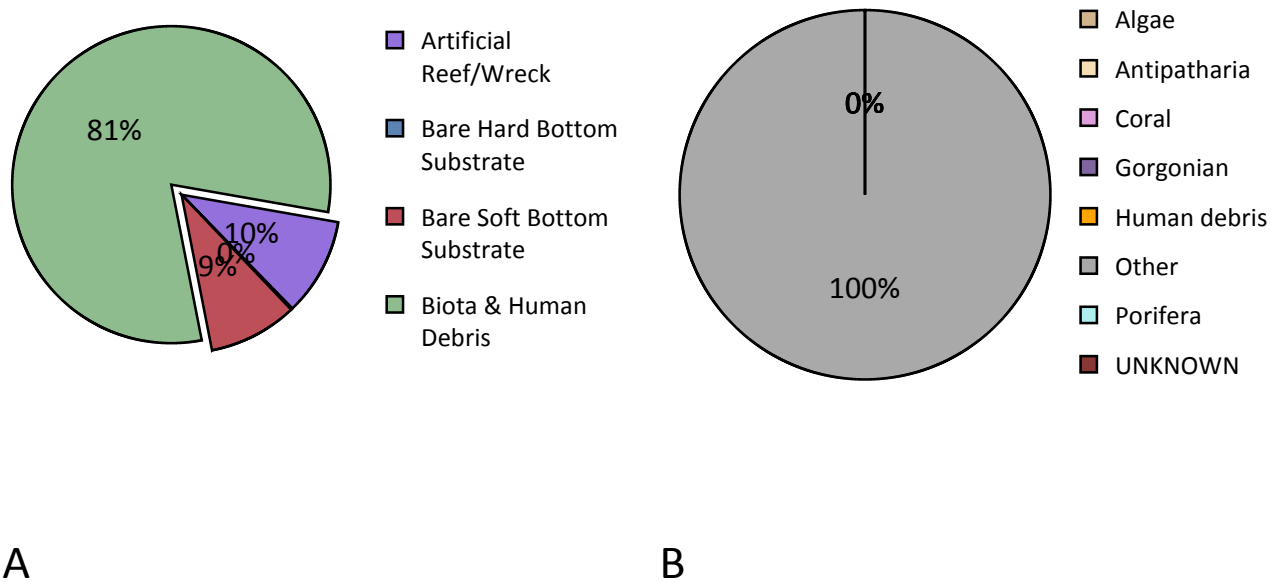 81%
10%
0%
9%
Artificial
Reef/Wreck
Bare Hard Bottom
Substrate
Bare Soft Bottom
Substrate
Biota & Human
Debris
A
0%
100%
Algae
Antipatharia
Coral
Gorgonian
Human debris
Other
Porifera
UNKNOWN
B